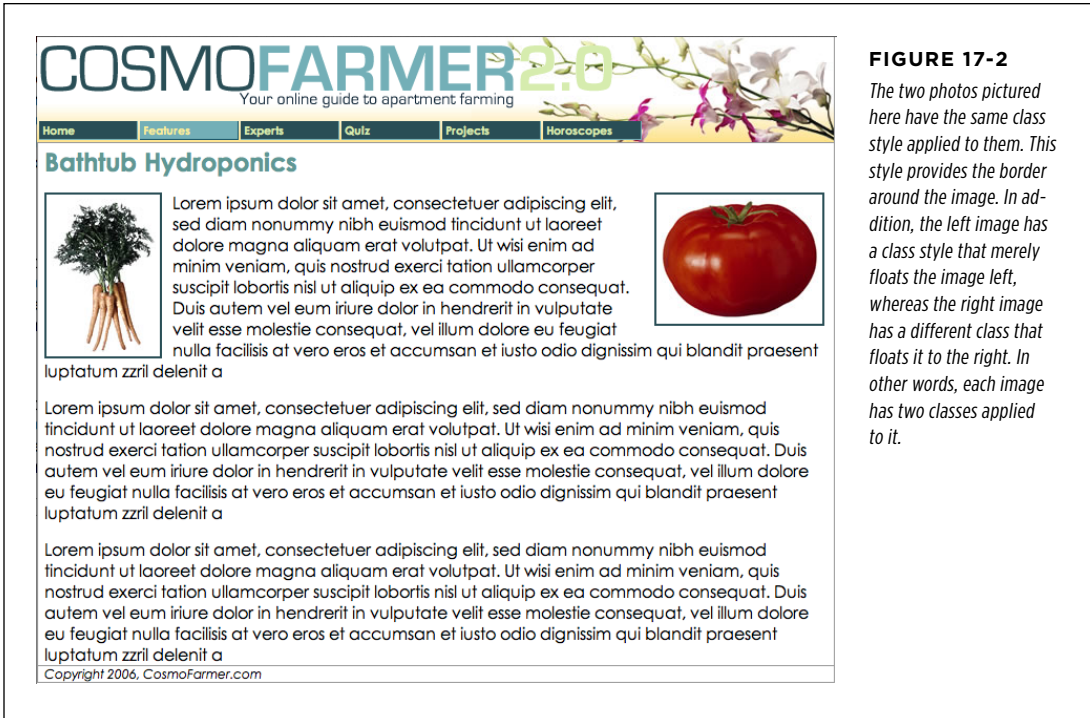 COSMOFARMER2.0
Your online guide to apartment farming
Home Features Experts Quiz Projects Horoscopes
Bathtub Hydroponics
Lorem ipsum dolor sit amet, consectetuer adipiscing elit,
sed diam nonummy nibh euismod tincidunt ut laoreet
dolore magna aliquam erat volutpat. Ut wisi enim ad
minim veniam, quis nostrud exerci tation ullamcorper
suscipit lobortis nisl ut aliquip ex ea commodo consequat.
Duis autem vel eum iriure dolor in hendrerit in vulputate
velit esse molestie consequat, vel illum dolore eu feugiat
nulla facilisis at vero eros et accumsan et iusto odio dignissim qui blandit praesent
luptatum zzril delenit a
Lorem ipsum dolor sit amet, consectetuer adipiscing elit, sed diam nonummy nibh euismod
tincidunt ut laoreet dolore magna aliquam erat volutpat. Ut wisi enim ad minim veniam, quis
nostrud exerci tation ullamcorper suscipit lobortis nisl ut aliquip ex ea commodo consequat. Duis
autem vel eum iriure dolor in hendrerit in vulputate velit esse molestie consequat, vel illum dolore
eu feugiat nulla facilisis at vero eros et accumsan et iusto odio dignissim qui blandit praesent
luptatum zzril delenit a
Lorem ipsum dolor sit amet, consectetuer adipiscing elit, sed diam nonummy nibh euismod
tincidunt ut laoreet dolore magna aliquam erat volutpat. Ut wisi enim ad minim veniam, quis
nostrud exerci tation ullamcorper suscipit lobortis nisl ut aliquip ex ea commodo consequat. Duis
autem vel eum iriure dolor in hendrerit in vulputate velit esse molestie consequat, vel illum dolore
eu feugiat nulla facilisis at vero eros et accumsan et iusto odio dignissim qui blandit praesent
luptatum zzril delenit a
Copyright 2006, CosmoFarmer.com
FIGURE 17-2
The two photos pictured
here have the same class
style applied to them. This
style provides the border
around the image. In ad-
dition, the left image has
a class style that merely
floats the image left,
whereas the right image
has a different class that
floats it to the right. In
other words, each image
has two classes applied
to it.